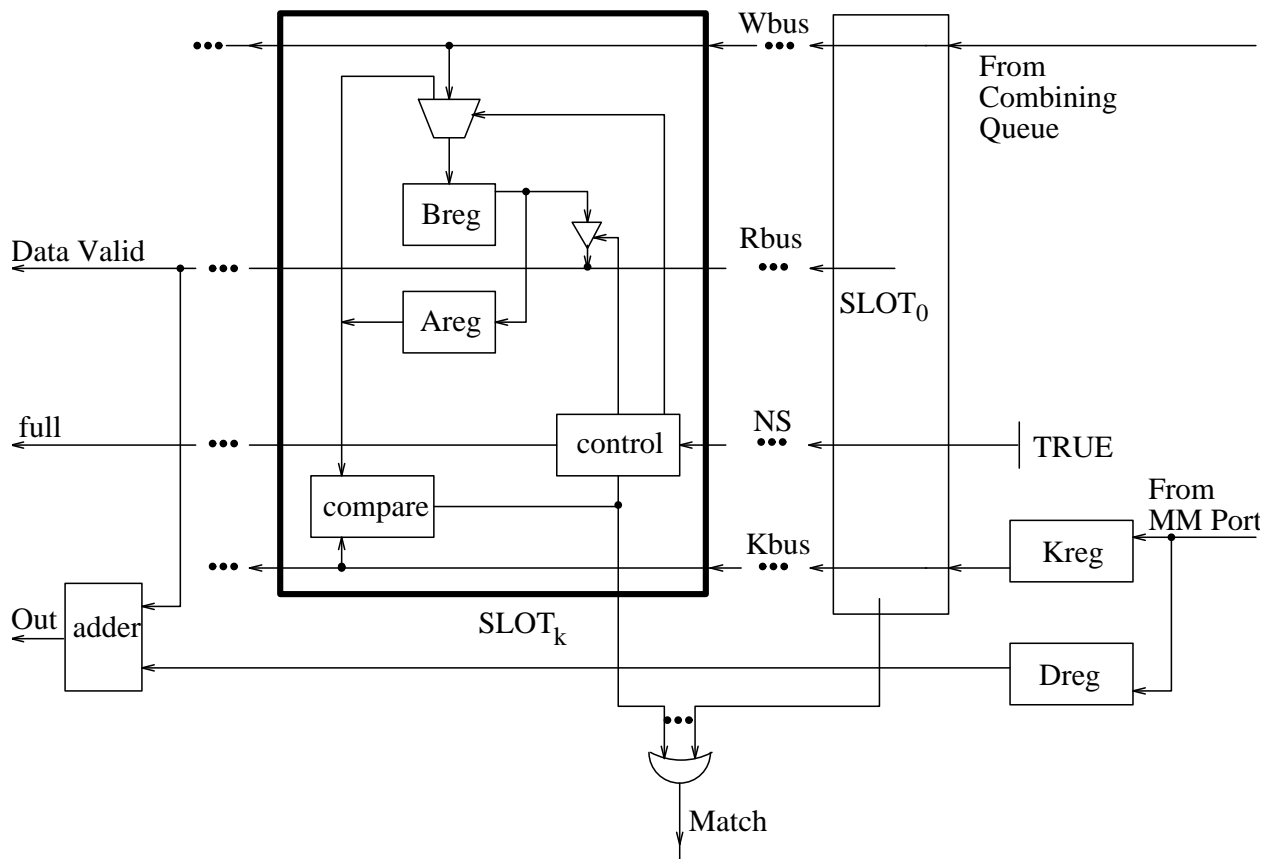 Wbus
From
Combining
Queue
Breg
Data Valid
Rbus
Areg
SLOT0
full
control
NS
TRUE
compare
From
MM Port
Kbus
Kreg
Out
adder
SLOTk
Dreg
Match